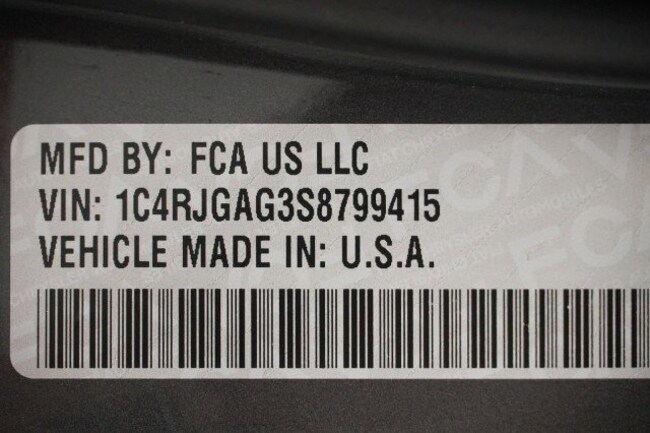 MFD BY: FCA US LLC
VIN: 1C4RJGAG3S8799415
VEHICLE MADE IN: U.S.A.